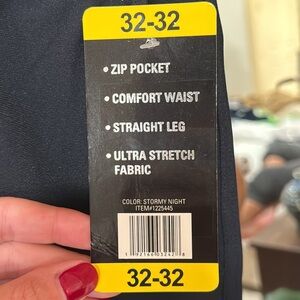 32-32
• ZIP POCKET
• COMFORT WAIST
• STRAIGHT LEG
• ULTRA STRETCH
FABRIC
COLOR: STORMY NIGHT
ITEM#1225445
32-32